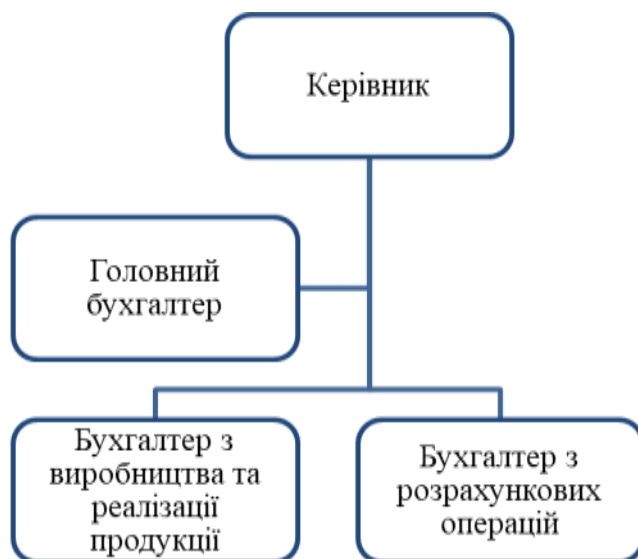 Керівник
Головний
бухгалтер
Бухгалтер з
виробництва та
реалізації
продукції
Бухгалтер з
розрахункових
операцій